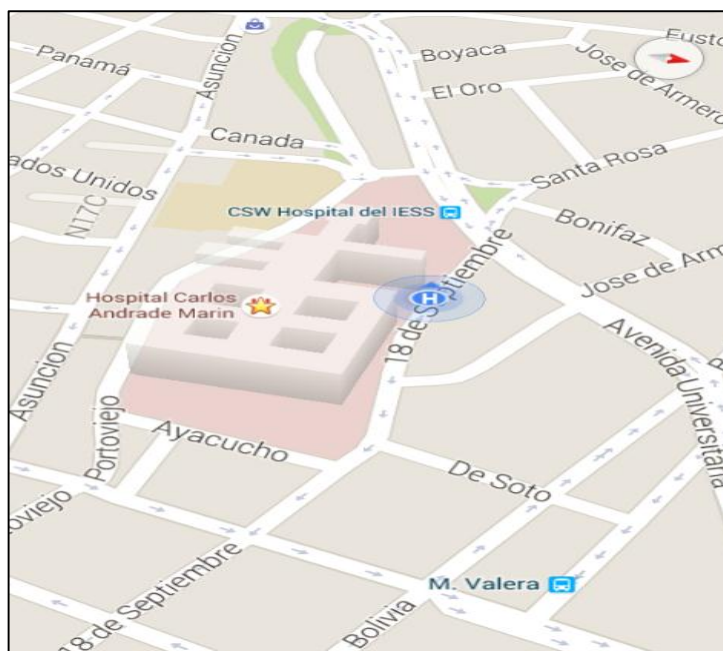 Eusto
Boyaca
Panamá
Jose de Armero
Asuncion
El Oro
Canada
Santa Rosa
ados Unidos
N17C
CSW Hospital del IESS
Bonifaz
Jose de Arm
H
Hospital Carlos
Andrade Marin
18 de Septiembre
Avenida Universitaria
Asuncion
Portoviejo
Ayacucho
De Soto
toviejo
M. Valera
18 de Septiembre
Bolivia